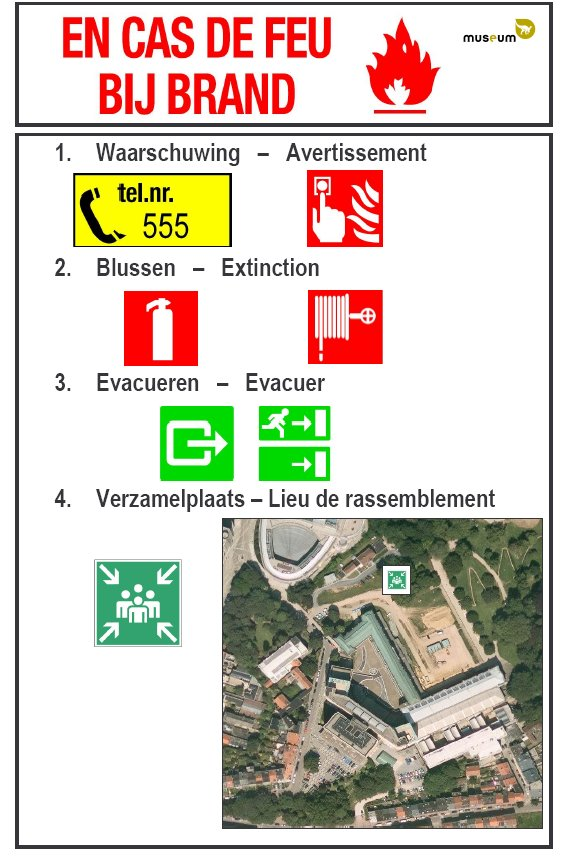 EN CAS DE FEU
BIJ BRAND
museum
1. Waarschuwing – Avertissement
tel.nr.
555
2. Blussen – Extinction
3. Evacueren – Evacuer
4. Verzamelplaats – Lieu de rassemblement